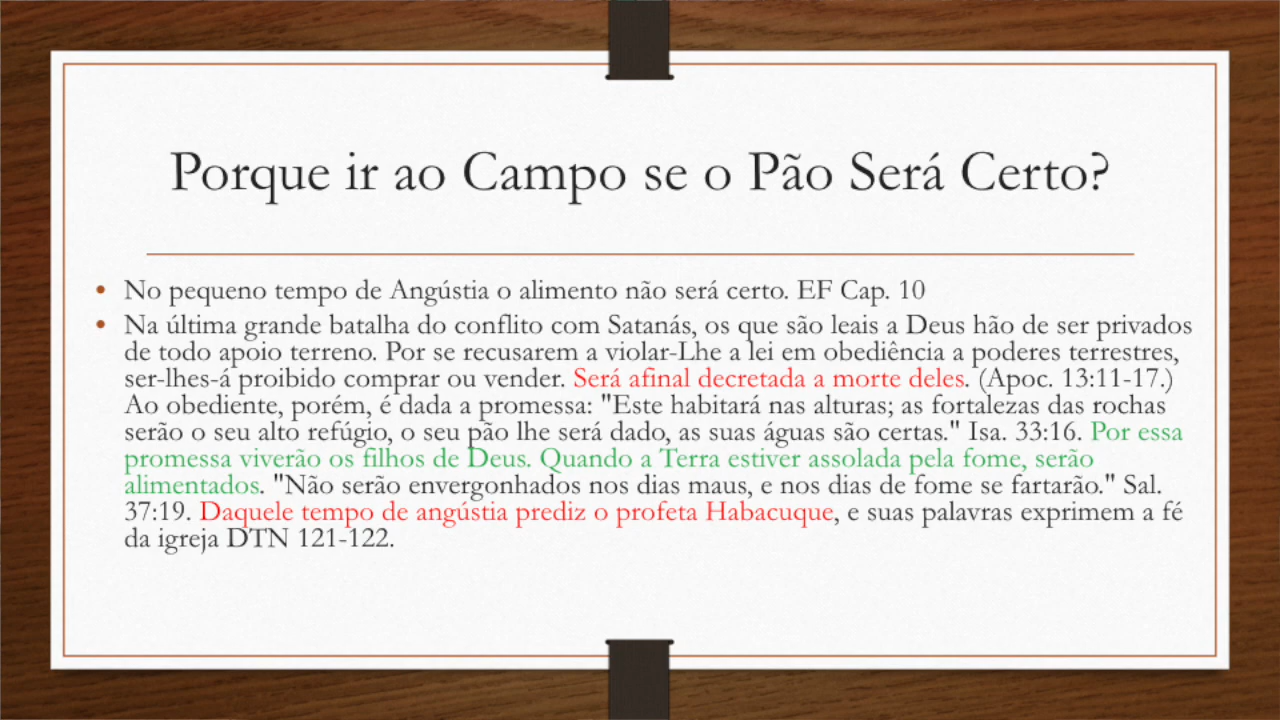 Porque ir ao Campo se o Pão Será Certo?
• No pequeno tempo de Angústia o alimento não será certo. EF Cap. 10
• Na última grande batalha do conflito com Satanás, os que são leais a Deus hão de ser privados
de todo apoio terreno. Por se recusarem a violar-Lhe a lei em obediência a poderes terrestres,
ser-lhes-á proibido comprar ou vender. Será afinal decretada a morte deles. (Apoc. 13:11-17.)
Ao obediente, porém, é dada a promessa: "Este habitará nas alturas; as fortalezas das rochas
serão o seu alto refúgio, o seu pão lhe será dado, as suas águas são certas." Isa. 33:16. Por essa
promessa viverão os filhos de Deus. Quando a Terra estiver assolada pela fome, serão
alimentados. "Não serão envergonhados nos dias maus, e nos dias de fome se fartarão." Sal.
37:19. Daquele tempo de angústia prediz o profeta Habacuque, e suas palavras exprimem a fé
da igreja DTN 121-122.